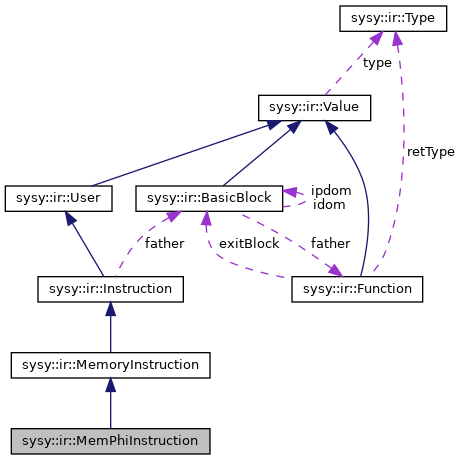 sysy::ir::Type
type
sysy::ir::Value
retType
sysy::ir::User
sysy::ir::BasicBlock
ipdom
idom
father
exitBlock
father
sysy::ir::Instruction
sysy::ir::Function
sysy::ir::MemoryInstruction
sysy::ir::MemPhiInstruction